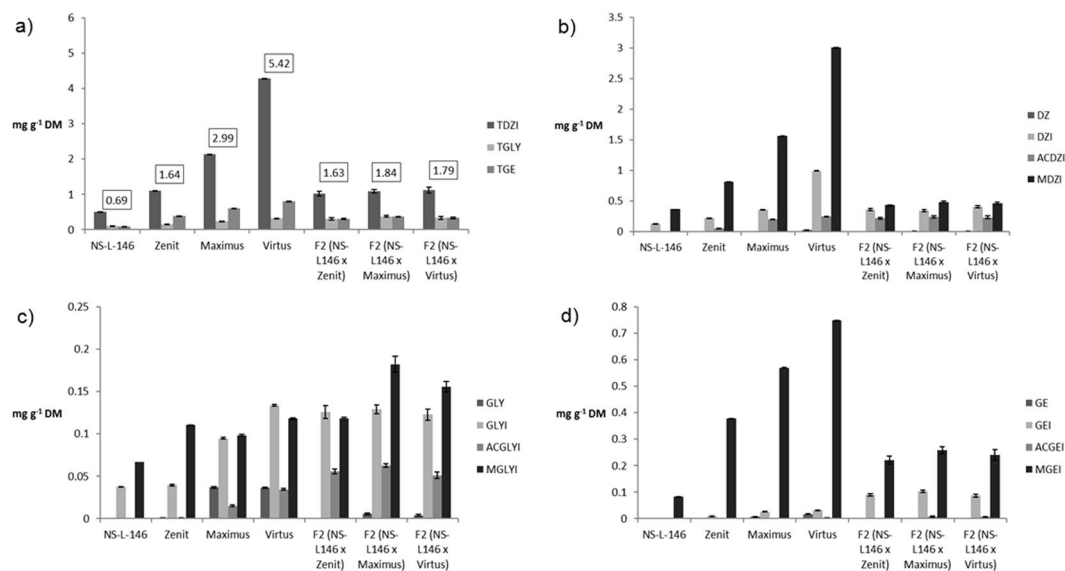 a)
6
5
4
3
2
1
0
mg g-1 DM
0.69
1.64
2.99
5.42
1.63
1.84
1.79
NS-L-146
Zenit
Maximus
Virtus
F2 (NS-
L146 x
Zenit)
F2 (NS-
L146 x
Maximus)
F2 (NS-
L146 x
Virtus)
TDZI
TGLY
TGE
b)
3.5
3
2.5
2
1.5
1
0.5
0
mg g-1 DM
NS-L-146
Zenit
Maximus
Virtus
F2 (NS-
L146 x
Zenit)
F2 (NS-
L146 x
Maximus)
F2 (NS-
L146 x
Virtus)
DZ
DZI
ACDZI
MDZI
c)
0.25
0.2
0.15
0.1
0.05
0
mg g-1 DM
NS-L-146
Zenit
Maximus
Virtus
F2 (NS-
L146 x
Zenit)
F2 (NS-
L146 x
Maximus)
F2 (NS-
L146 x
Virtus)
GLY
GLYI
ACGLYI
MGLYI
d)
0.8
0.7
0.6
0.5
0.4
0.3
0.2
0.1
0
mg g-1 DM
NS-L-146
Zenit
Maximus
Virtus
F2 (NS-
L146 x
Zenit)
F2 (NS-
L146 x
Maximus)
F2 (NS-
L146 x
Virtus)
GE
GEI
ACGEI
MGEI